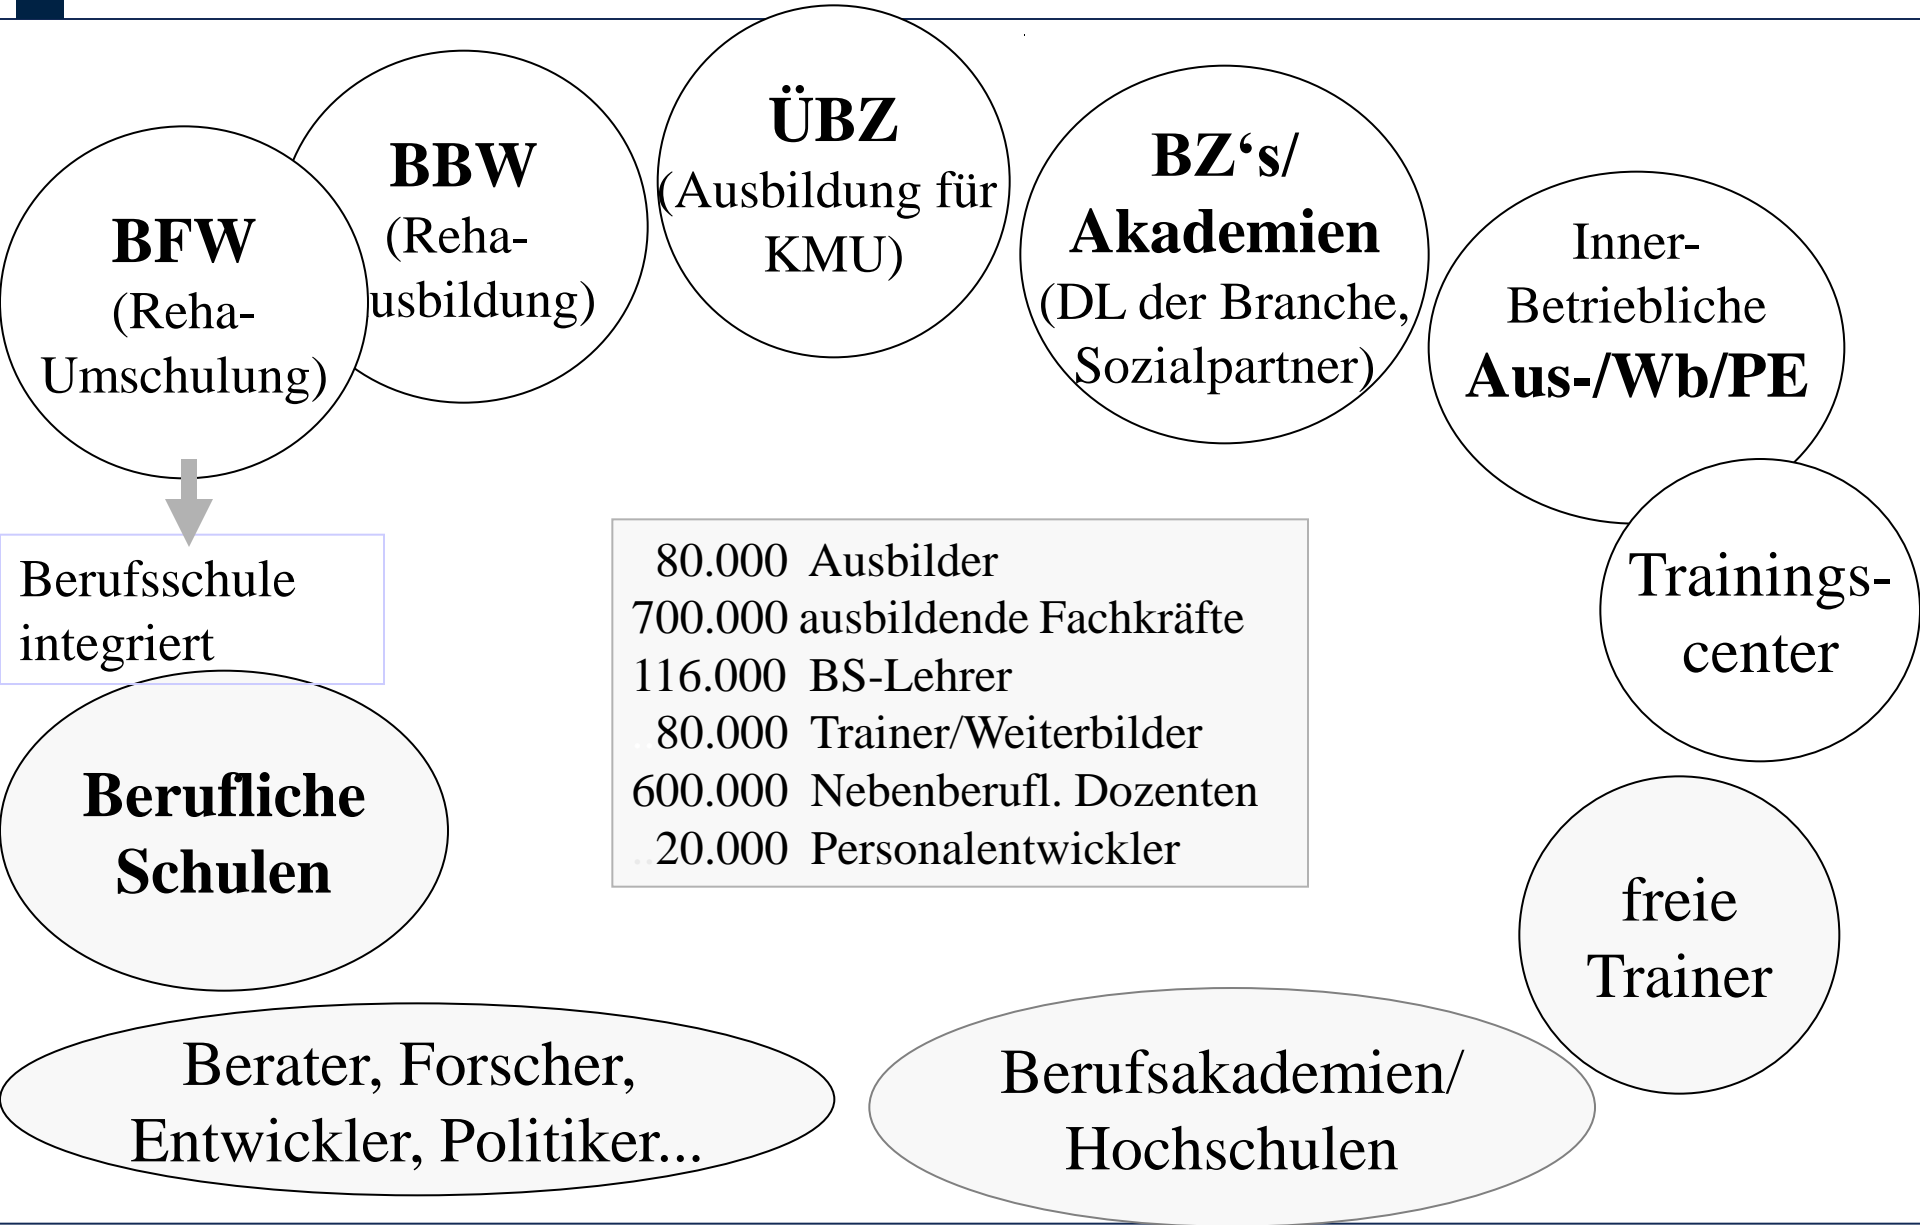 BFW
(Reha-
Umschulung)
BBW
(Reha-
usbildung)
ÜBZ
(Ausbildung für
KMU)
BZ‘s/
Akademien
(DL der Branche,
Sozialpartner)
Inner-
Betriebliche
Aus-/Wb/PE
Trainings-
center
Berufsschule
integriert
80.000 Ausbilder
700.000 ausbildende Fachkräfte
116.000 BS-Lehrer
..80.000 Trainer/Weiterbilder
600.000 Nebenberufl. Dozenten
..20.000 Personalentwickler
Berufliche
Schulen
freie
Trainer
Berater, Forscher,
Entwickler, Politiker...
Berufsakademien/
Hochschulen